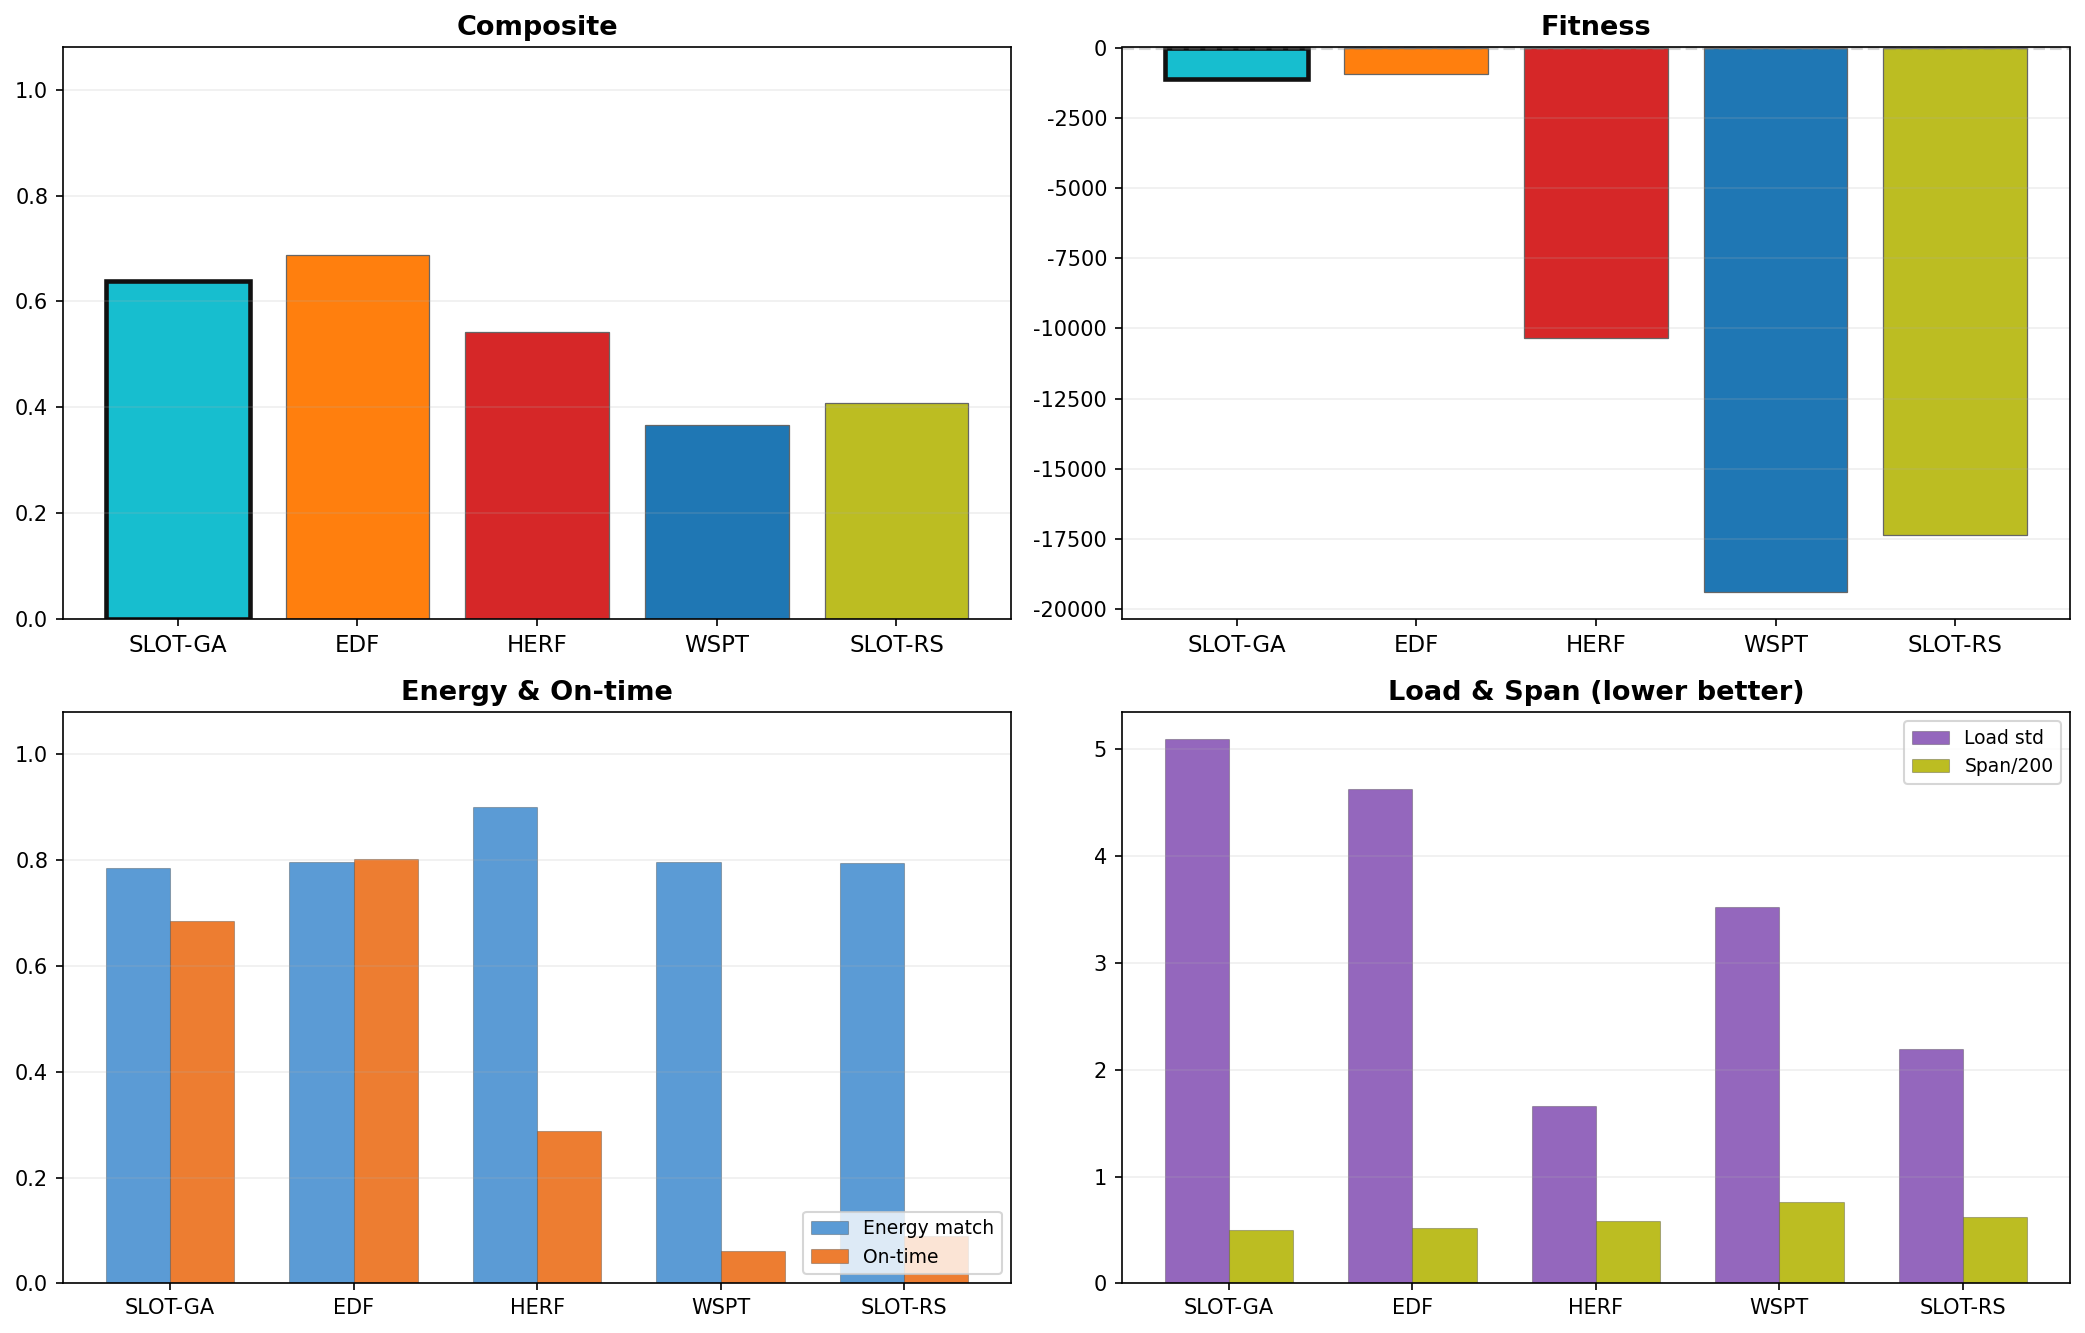 Composite
1.0
0.8
0.6
0.4
0.2
0.0
SLOT-GA EDF HERF WSPT SLOT-RS
Fitness
0
-2500
-5000
-7500
-10000
-12500
-15000
-17500
-20000
SLOT-GA EDF HERF WSPT SLOT-RS
Energy & On-time
1.0
0.8
0.6
0.4
0.2
0.0
Energy match
On-time
SLOT-GA EDF HERF WSPT SLOT-RS
Load & Span (lower better)
Load std
Span/200
5
4
3
2
1
0
SLOT-GA EDF HERF WSPT SLOT-RS